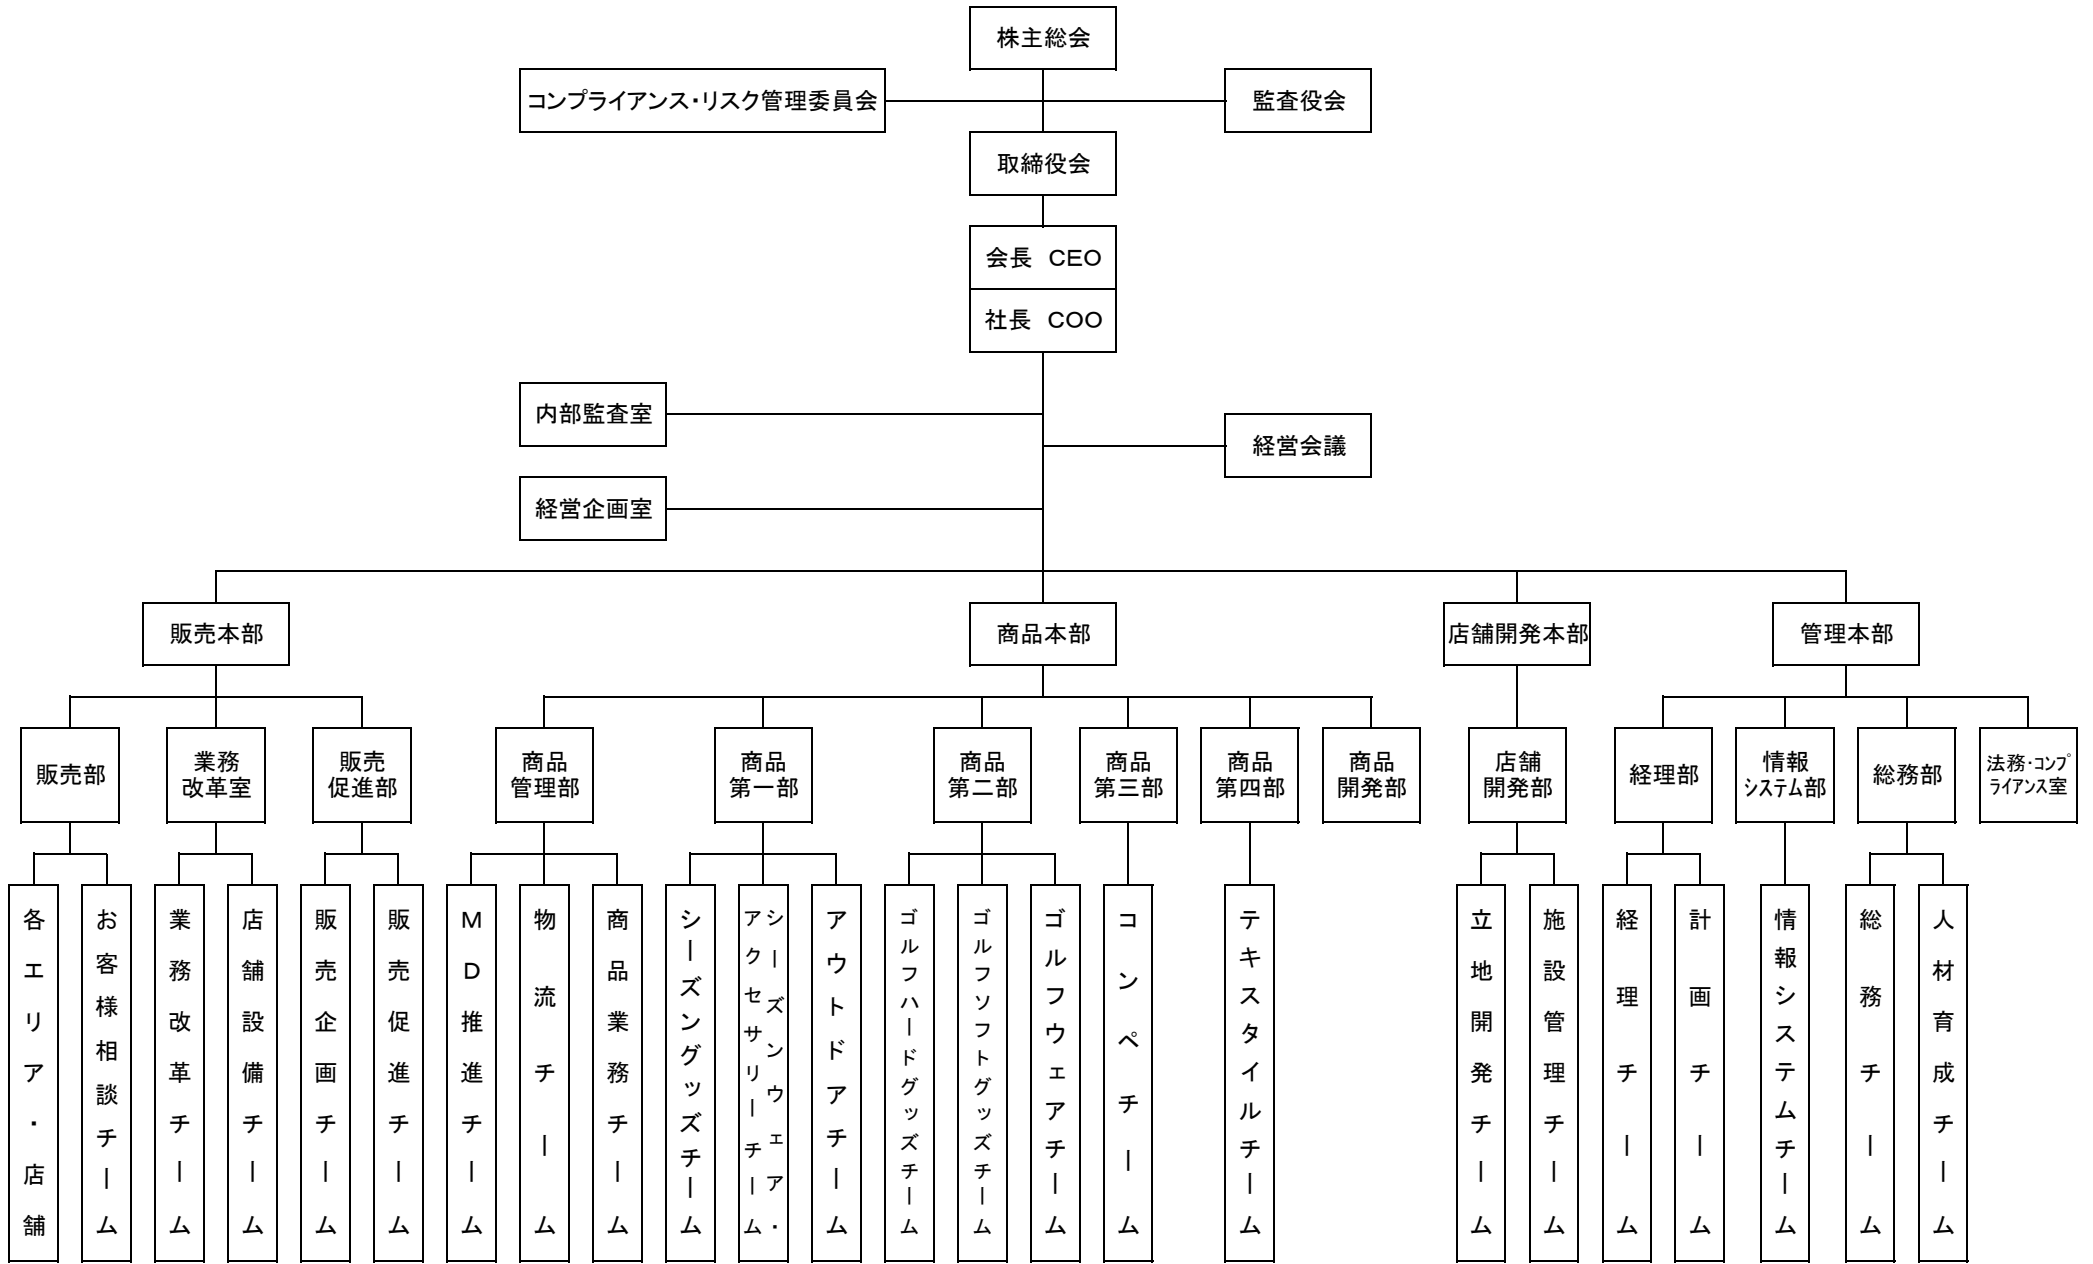 株主総会
コンプライアンス・リスク管理委員会
監査役会
取締役会
会長　CEO
社長　COO
内部監査室
経営会議
経営企画室
販売本部
商品本部
店舗開発本部
管理本部
販売部
業務
改革室
販売
促進部
商品
管理部
商品
第一部
商品
第二部
商品
第三部
商品
第四部
商品
開発部
店舗
開発部
経理部
情報
システム部
総務部
法務・コンプ
ライアンス室
各エリア・店舗
お客様相談チーム
業務改革チーム
店舗設備チーム
販売企画チーム
販売促進チーム
MD推進チーム
物流チーム
商品業務チーム
シーズングッズチーム
シーズンウェア・
アクセサリーチーム
アウトドアチーム
ゴルフハードグッズチーム
ゴルフソフトグッズチーム
ゴルフウェアチーム
コンペチーム
テキスタイルチーム
立地開発チーム
施設管理チーム
経理チーム
計画チーム
情報システムチーム
総務チーム
人材育成チーム